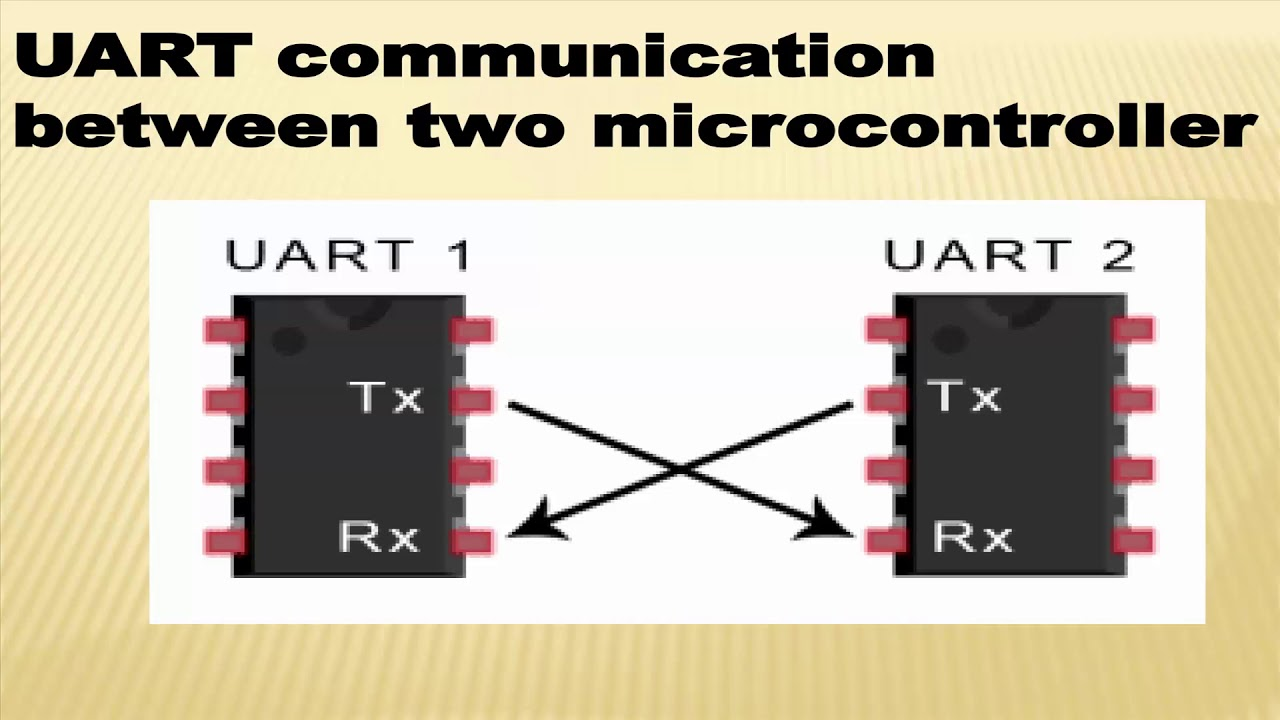 UART communication
between two microcontroller
UART 1
UART 2
Tx
Tx
Rx
Rx